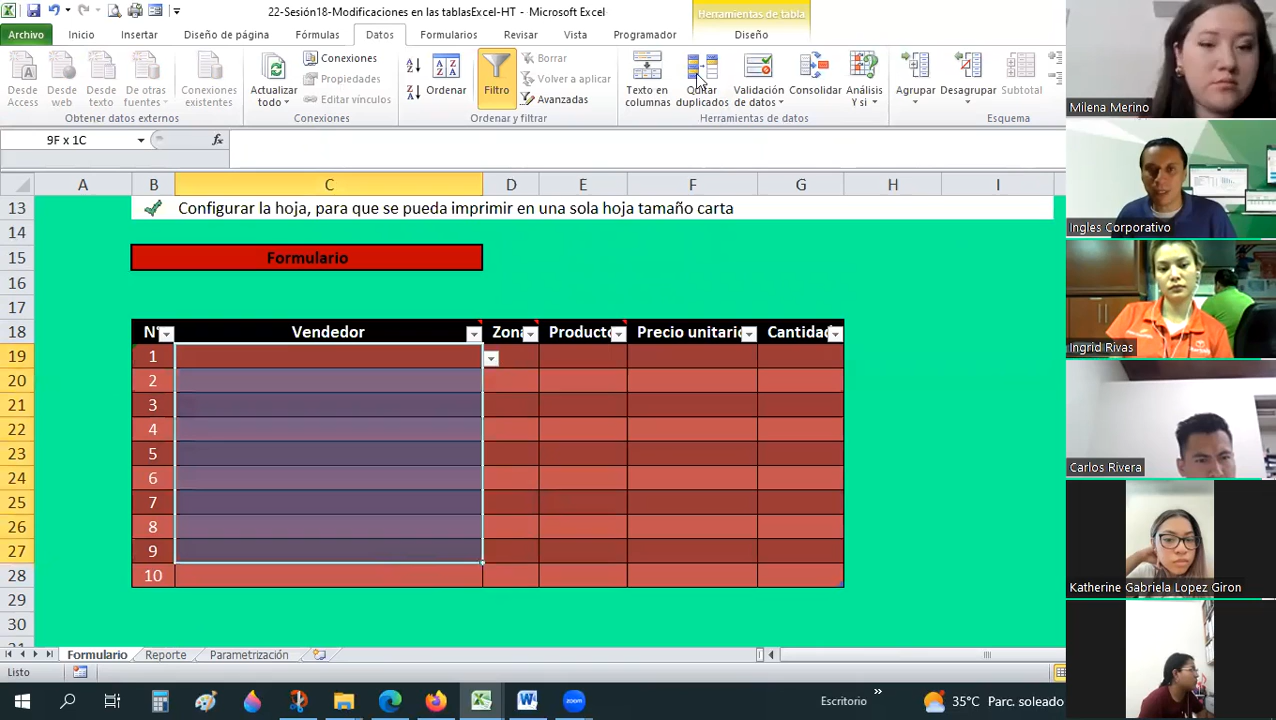 22-Sesión18-Modificaciones en las tablasExcel-HT - Microsoft Excel
Herramientas de tabla
Archivo Inicio Insertar Diseño de página Fórmulas Datos Formularios Revisar Vista Programador Diseño
Desde Access
Desde Web
Desde texto
De otras fuentes
Conexiones existentes
Obtener datos externos
Actualizar todo
Conexiones
Propiedades
Editar vínculos
Conexiones
Ordenar
Filtro
Borrar
Volver a aplicar
Avanzadas
Ordenar y filtrar
Texto en columnas
Quitar duplicados
Validación de datos
Consolidar
Análisis Y si
Herramientas de datos
Agrupar
Desagrupar
Subtotal
Esquema
9F x 1C fx
A B C D E F G H I
13 Configurar la hoja, para que se pueda imprimir en una sola hoja tamaño carta
14
15 Formulario
16
17
18 N° Vendedor Zona Producto Precio unitario Cantidad
19 1
20 2
21 3
22 4
23 5
24 6
25 7
26 8
27 9
28 10
29
30
Formulario Reporte Parametrización
Listo
Escritorio » 35°C Parc. soleado
Milena Merino
Ingles Corporativo
Ingrid Rivas
Carlos Rivera
Katherine Gabriela Lopez Giron